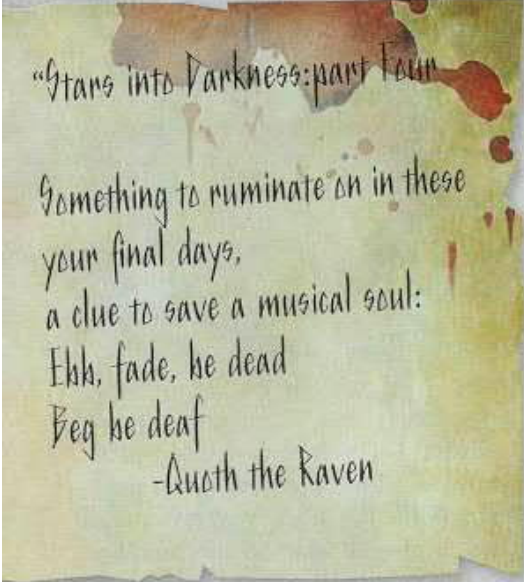 “Stars into Darkness:part Four
Something to ruminate on in these
your final days,
a clue to save a musical soul:
Ebb, fade, be dead
Beg be deaf
-Quoth the Raven